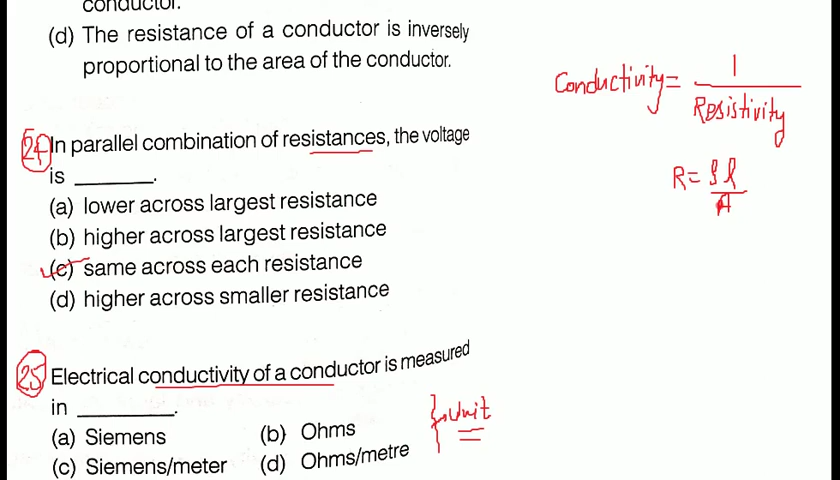 conductor.
(d) The resistance of a conductor is inversely
proportional to the area of the conductor.
Conductivity = 1
Resistivity
R = ρl
A
24 In parallel combination of resistances, the voltage
is ________.
(a) lower across largest resistance
(b) higher across largest resistance
(c) same across each resistance
(d) higher across smaller resistance
25 Electrical conductivity of a conductor is measured
in ________.
(a) Siemens (b) Ohms
(c) Siemens/meter (d) Ohms/metre
Unit